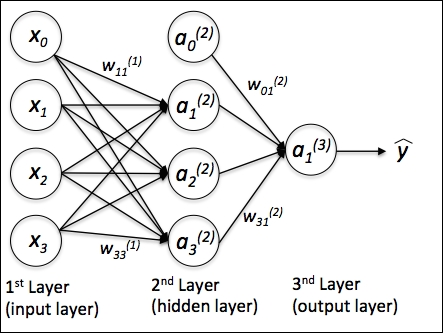 x₀ a₀⁽²⁾
w₁₁⁽¹⁾ w₀₁⁽²⁾
x₁ a₁⁽²⁾
a₁⁽³⁾ ŷ
x₂ a₂⁽²⁾
w₃₁⁽²⁾
x₃ a₃⁽²⁾
w₃₃⁽¹⁾
1ˢᵗ Layer 2ⁿᵈ Layer 3ⁿᵈ Layer
(input layer) (hidden layer) (output layer)